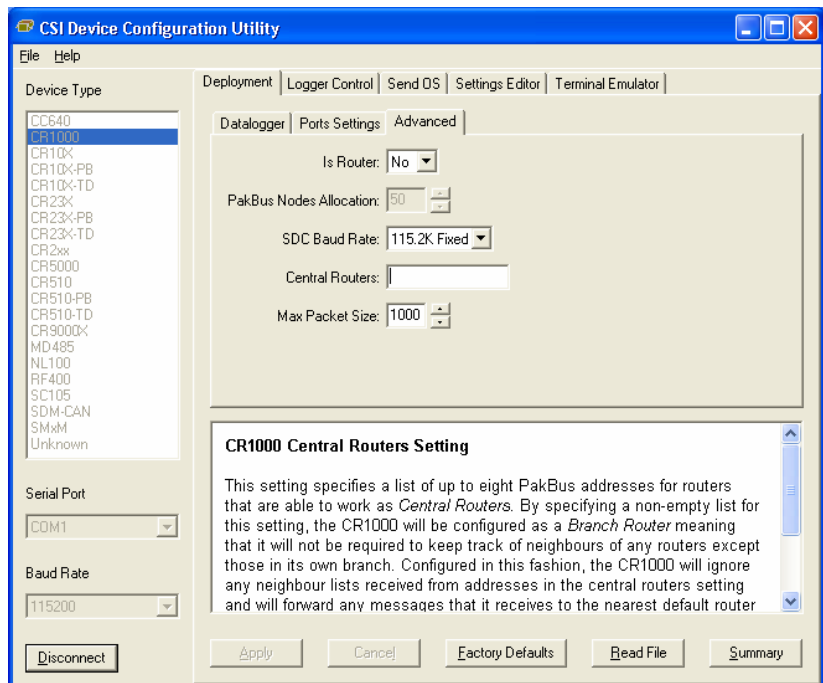 CSI Device Configuration Utility
File Help
Device Type
CC640
CR1000
CR10X
CR10X-PB
CR10X-TD
CR23X
CR23X-PB
CR23X-TD
CR2xx
CR5000
CR510
CR510-PB
CR510-TD
CR9000X
MD485
NL100
RF400
SC105
SDM-CAN
SMxM
Unknown
Serial Port
COM1
Baud Rate
115200
Disconnect
Deployment Logger Control Send OS Settings Editor Terminal Emulator
Datalogger Ports Settings Advanced
Is Router: No
PakBus Nodes Allocation: 50
SDC Baud Rate: 115.2K Fixed
Central Routers:
Max Packet Size: 1000
CR1000 Central Routers Setting
This setting specifies a list of up to eight PakBus addresses for routers
that are able to work as Central Routers. By specifying a non-empty list for
this setting, the CR1000 will be configured as a Branch Router meaning
that it will not be required to keep track of neighbours of any routers except
those in its own branch. Configured in this fashion, the CR1000 will ignore
any neighbour lists received from addresses in the central routers setting
and will forward any messages that it receives to the nearest default router
Apply Cancel Factory Defaults Read File Summary